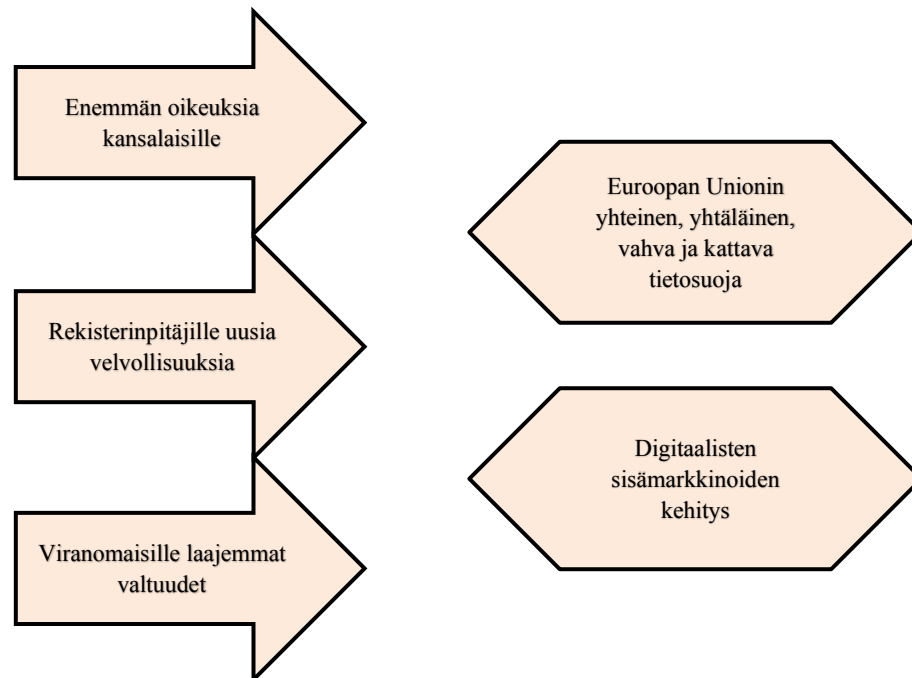 Enemmän oikeuksia
kansalaisille
Rekisterinpitäjille uusia
velvollisuuksia
Viranomaisille laajemmat
valtuudet
Euroopan Unionin
yhteinen, yhtäläinen,
vahva ja kattava
tietosuoja
Digitaalisten
sisämarkkinoiden
kehitys